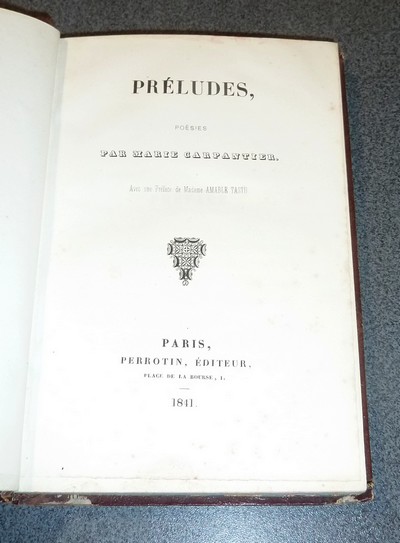 PRÉLUDES,
POÉSIES
PAR MARIE CARPANTIER.
Avec une Préface de Madame AMABLE TASTU
PARIS,
PERROTIN, ÉDITEUR,
PLACE DE LA BOURSE, 1.
1841.